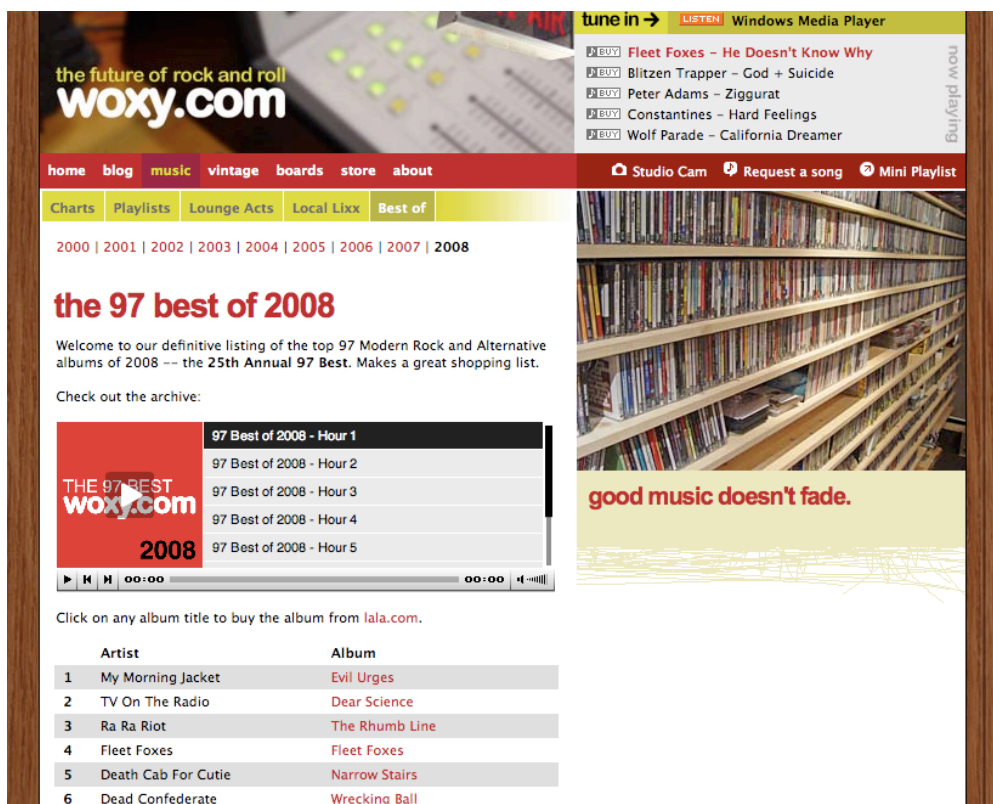 tune in → LISTEN Windows Media Player
BUY Fleet Foxes – He Doesn't Know Why
BUY Blitzen Trapper – God + Suicide
BUY Peter Adams – Ziggurat
BUY Constantines – Hard Feelings
BUY Wolf Parade – California Dreamer
now playing
the future of rock and roll
woxy.com
home blog music vintage boards store about
Studio Cam Request a song Mini Playlist
Charts Playlists Lounge Acts Local Lixx Best of
2000 | 2001 | 2002 | 2003 | 2004 | 2005 | 2006 | 2007 | 2008
the 97 best of 2008
Welcome to our definitive listing of the top 97 Modern Rock and Alternative
albums of 2008 -- the 25th Annual 97 Best. Makes a great shopping list.
Check out the archive:
THE 97 BEST
woxy.com
2008
97 Best of 2008 - Hour 1
97 Best of 2008 - Hour 2
97 Best of 2008 - Hour 3
97 Best of 2008 - Hour 4
97 Best of 2008 - Hour 5
00:00 00:00
good music doesn't fade.
Click on any album title to buy the album from lala.com.
Artist Album
1 My Morning Jacket Evil Urges
2 TV On The Radio Dear Science
3 Ra Ra Riot The Rhumb Line
4 Fleet Foxes Fleet Foxes
5 Death Cab For Cutie Narrow Stairs
6 Dead Confederate Wrecking Ball